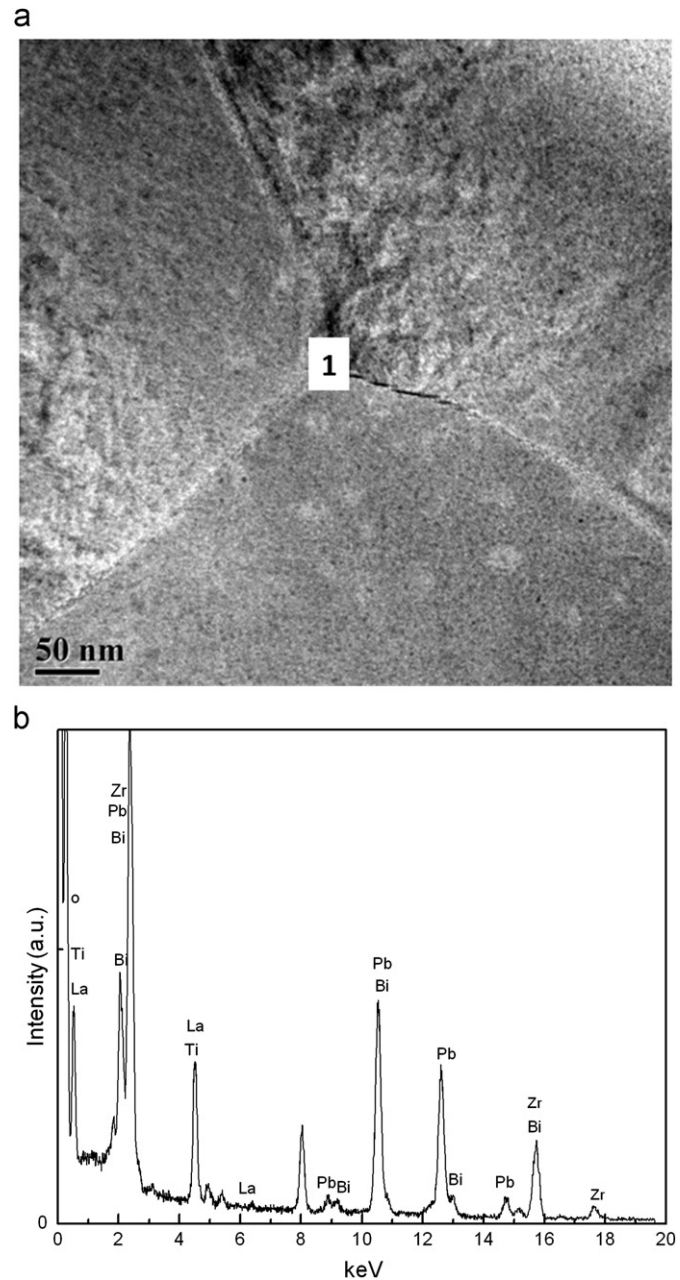 a
1
50 nm
b
Zr
Pb
Bi
o
Ti
La
Bi
La
Ti
La
Pb
Bi
Pb
Bi
Pb
Bi
Pb
Zr
Bi
Zr
Intensity (a.u.)
0
0 2 4 6 8 10 12 14 16 18 20
keV